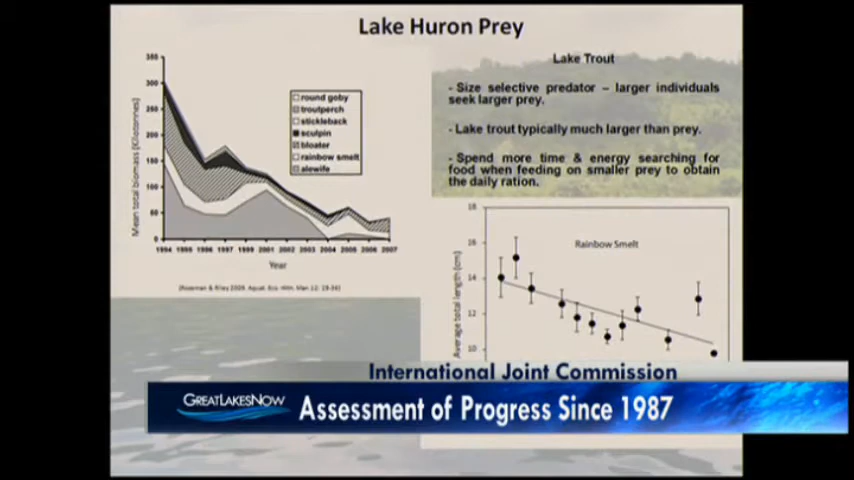 Lake Huron Prey
350
300
250
200
150
100
50
0
Mean total biomass (Kilotonnes)
round goby
troutperch
stickleback
sculpin
bloater
rainbow smelt
alewife
1994 1995 1996 1997 1999 2001 2002 2003 2004 2005 2006 2007
Year
Lake Trout
- Size selective predator – larger individuals
seek larger prey.
- Lake trout typically much larger than prey.
- Spend more time & energy searching for
food when feeding on smaller prey to obtain
the daily ration.
18
16
14
12
10
Average total length (cm)
Rainbow Smelt
International Joint Commission
GREATLAKESNOW
Assessment of Progress Since 1987